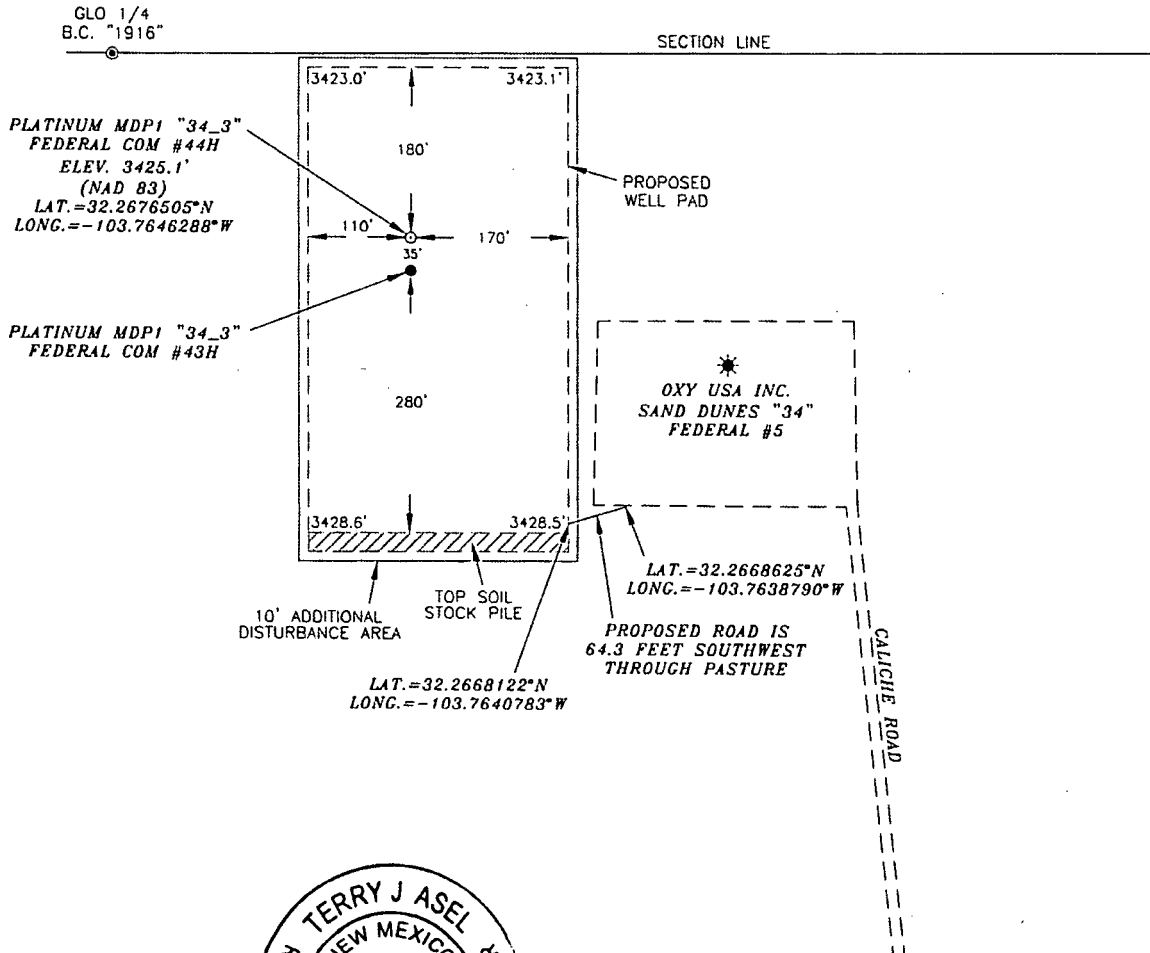 GLO 1/4
B.C. "1916"
SECTION LINE
3423.0'
3423.1'
PLATINUM MDP1 "34_3"
FEDERAL COM #44H
ELEV. 3425.1'
(NAD 83)
LAT.=32.2676505°N
LONG.=-103.7646288°W
180'
PROPOSED
WELL PAD
110'
170'
35'
PLATINUM MDP1 "34_3"
FEDERAL COM #43H
OXY USA INC.
SAND DUNES "34"
FEDERAL #5
280'
3428.6'
3428.5'
LAT.=32.2668625°N
LONG.=-103.7638790°W
TOP SOIL
STOCK PILE
10' ADDITIONAL
DISTURBANCE AREA
PROPOSED ROAD IS
64.3 FEET SOUTHWEST
THROUGH PASTURE
LAT.=32.2668122°N
LONG.=-103.7640783°W
CALICHE ROAD
TERRY J ASEL
NEW MEXICO